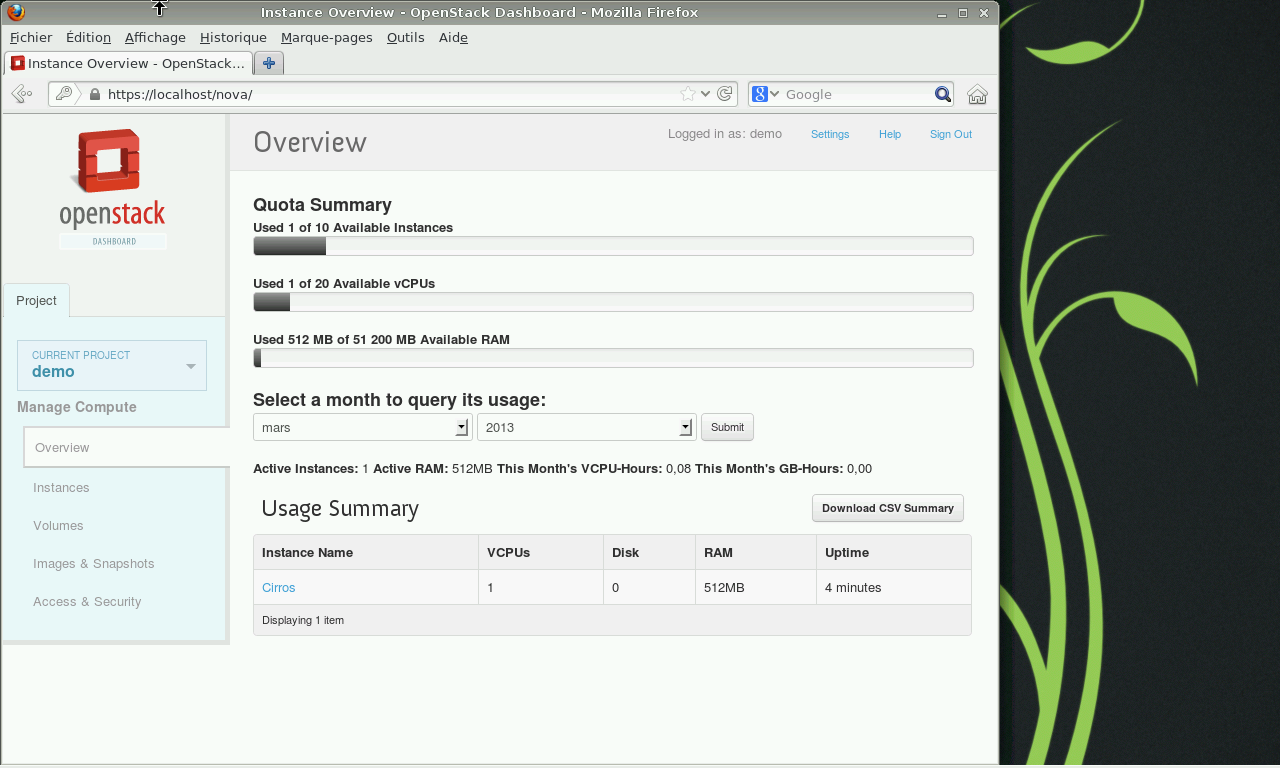 Instance Overview - OpenStack Dashboard - Mozilla Firefox
Fichier Édition Affichage Historique Marque-pages Outils Aide
Instance Overview - OpenStack...
https://localhost/nova/
Google
openstack
DASHBOARD
Overview
Logged in as: demo Settings Help Sign Out
Project
CURRENT PROJECT
demo
Manage Compute
Overview
Instances
Volumes
Images & Snapshots
Access & Security
Quota Summary
Used 1 of 10 Available Instances
Used 1 of 20 Available vCPUs
Used 512 MB of 51 200 MB Available RAM
Select a month to query its usage:
mars 2013 Submit
Active Instances: 1 Active RAM: 512MB This Month's VCPU-Hours: 0,08 This Month's GB-Hours: 0,00
Usage Summary Download CSV Summary
Instance Name VCPUs Disk RAM Uptime
Cirros 1 0 512MB 4 minutes
Displaying 1 item